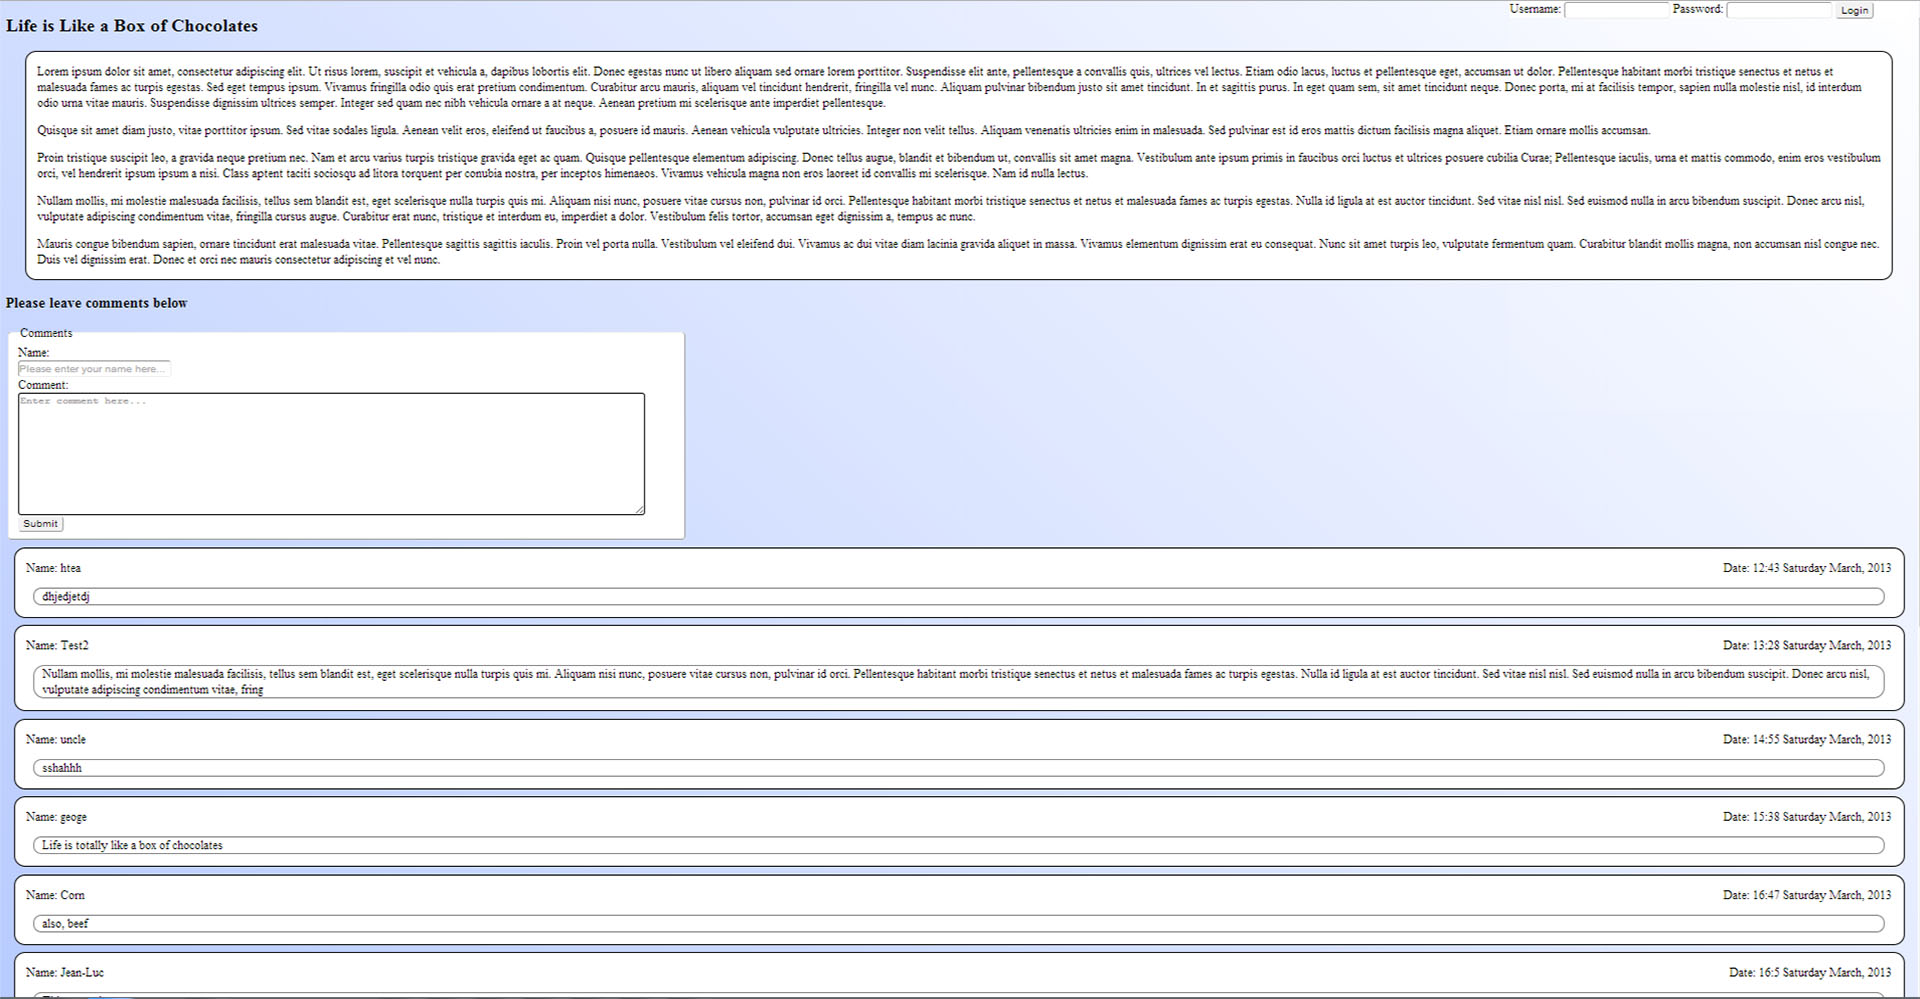 Username: Password: Login
Life is Like a Box of Chocolates
Lorem ipsum dolor sit amet, consectetur adipiscing elit. Ut risus lorem, suscipit et vehicula a, dapibus lobortis elit. Donec egestas nunc ut libero aliquam sed ornare lorem porttitor. Suspendisse elit ante, pellentesque a convallis quis, ultrices vel lectus. Etiam odio lacus, luctus et pellentesque eget, accumsan ut dolor. Pellentesque habitant morbi tristique senectus et netus et
malesuada fames ac turpis egestas. Sed eget tempus ipsum. Vivamus fringilla odio quis erat pretium condimentum. Curabitur arcu mauris, aliquam vel tincidunt hendrerit, fringilla vel nunc. Aliquam pulvinar bibendum justo sit amet tincidunt. In et sagittis purus. In eget quam sem, sit amet tincidunt neque. Donec porta, mi at facilisis tempor, sapien nulla molestie nisl, id interdum
odio urna vitae mauris. Suspendisse dignissim ultrices semper. Integer sed quam nec nibh vehicula ornare a at neque. Aenean pretium mi scelerisque ante imperdiet pellentesque.
Quisque sit amet diam justo, vitae porttitor ipsum. Sed vitae sodales ligula. Aenean velit eros, eleifend ut faucibus a, posuere id mauris. Aenean vehicula vulputate ultricies. Integer non velit tellus. Aliquam venenatis ultricies enim in malesuada. Sed pulvinar est id eros mattis dictum facilisis magna aliquet. Etiam ornare mollis accumsan.
Proin tristique suscipit leo, a gravida neque pretium nec. Nam et arcu varius turpis tristique gravida eget ac quam. Quisque pellentesque elementum adipiscing. Donec tellus augue, blandit et bibendum ut, convallis sit amet magna. Vestibulum ante ipsum primis in faucibus orci luctus et ultrices posuere cubilia Curae; Pellentesque iaculis, urna et mattis commodo, enim eros vestibulum
orci, vel hendrerit ipsum ipsum a nisi. Class aptent taciti sociosqu ad litora torquent per conubia nostra, per inceptos himenaeos. Vivamus vehicula magna non eros laoreet id convallis mi scelerisque. Nam id nulla lectus.
Nullam mollis, mi molestie malesuada facilisis, tellus sem blandit est, eget scelerisque nulla turpis quis mi. Aliquam nisi nunc, posuere vitae cursus non, pulvinar id orci. Pellentesque habitant morbi tristique senectus et netus et malesuada fames ac turpis egestas. Nulla id ligula at est auctor tincidunt. Sed vitae nisl nisl. Sed euismod nulla in arcu bibendum suscipit. Donec arcu nisl,
vulputate adipiscing condimentum vitae, fringilla cursus augue. Curabitur erat nunc, tristique et interdum eu, imperdiet a dolor. Vestibulum felis tortor, accumsan eget dignissim a, tempus ac nunc.
Mauris congue bibendum sapien, ornare tincidunt erat malesuada vitae. Pellentesque sagittis sagittis iaculis. Proin vel porta nulla. Vestibulum vel eleifend dui. Vivamus ac dui vitae diam lacinia gravida aliquet in massa. Vivamus elementum dignissim erat eu consequat. Nunc sit amet turpis leo, vulputate fermentum quam. Curabitur blandit mollis magna, non accumsan nisl congue nec.
Duis vel dignissim erat. Donec et orci nec mauris consectetur adipiscing et vel nunc.
Please leave comments below
Comments
Name:
Please enter your name here...
Comment:
Enter comment here...
Submit
Name: htea Date: 12:43 Saturday March, 2013
dhjedjetdj
Name: Test2 Date: 13:28 Saturday March, 2013
Nullam mollis, mi molestie malesuada facilisis, tellus sem blandit est, eget scelerisque nulla turpis quis mi. Aliquam nisi nunc, posuere vitae cursus non, pulvinar id orci. Pellentesque habitant morbi tristique senectus et netus et malesuada fames ac turpis egestas. Nulla id ligula at est auctor tincidunt. Sed vitae nisl nisl. Sed euismod nulla in arcu bibendum suscipit. Donec arcu nisl,
vulputate adipiscing condimentum vitae, fring
Name: uncle Date: 14:55 Saturday March, 2013
sshahhh
Name: geoge Date: 15:38 Saturday March, 2013
Life is totally like a box of chocolates
Name: Corn Date: 16:47 Saturday March, 2013
also, beef
Name: Jean-Luc Date: 16:5 Saturday March, 2013